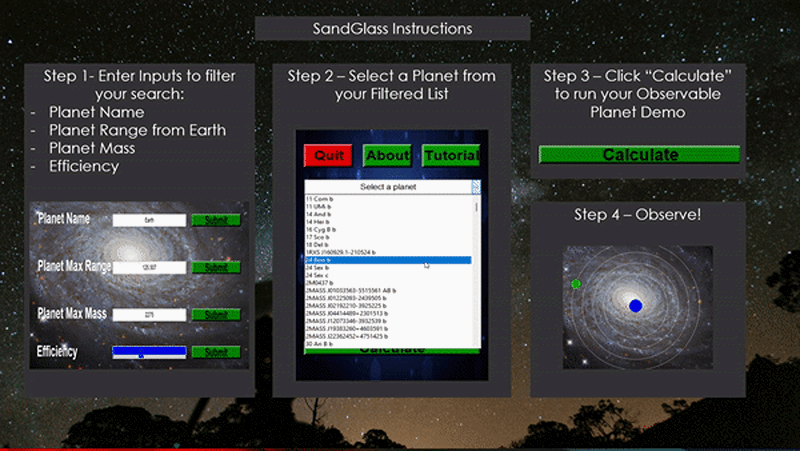 SandGlass Instructions
Step 1- Enter Inputs to filter
your search:
- Planet Name
- Planet Range from Earth
- Planet Mass
- Efficiency
Planet Name Earth Submit
Planet Max Range Submit
Planet Max Mass Submit
Efficiency Submit
Step 2 – Select a Planet from
your Filtered List
Quit About Tutorial
Select a planet
11 Com b
11 UMi b
14 And b
14 Her b
16 Cyg B b
17 Sco b
18 Del b
1RXS J160929.1-210524 b
24 Boo b
24 Sex b
24 Sex c
2M0437 b
2MASS J01033563-5515561 AB b
2MASS J01225093-2439505 b
2MASS J02192210-3925225 b
2MASS J04414489+2301513 b
2MASS J12073346-3932539 b
2MASS J19383260+4603591 b
2MASS J22362452+4751425 b
30 Ari B b
Calculate
Step 3 – Click “Calculate”
to run your Observable
Planet Demo
Calculate
Step 4 – Observe!